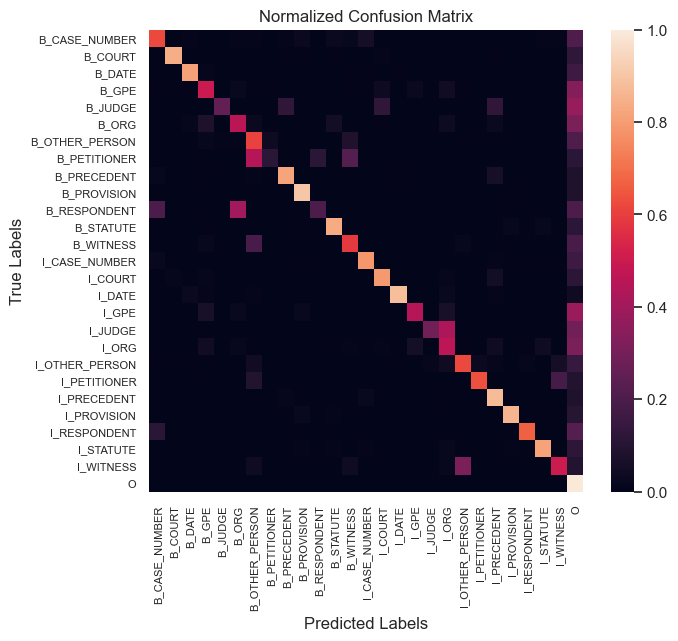 Normalized Confusion Matrix
True Labels
B_CASE_NUMBER
B_COURT
B_DATE
B_GPE
B_JUDGE
B_ORG
B_OTHER_PERSON
B_PETITIONER
B_PRECEDENT
B_PROVISION
B_RESPONDENT
B_STATUTE
B_WITNESS
I_CASE_NUMBER
I_COURT
I_DATE
I_GPE
I_JUDGE
I_ORG
I_OTHER_PERSON
I_PETITIONER
I_PRECEDENT
I_PROVISION
I_RESPONDENT
I_STATUTE
I_WITNESS
O
B_CASE_NUMBER
B_COURT
B_DATE
B_GPE
B_JUDGE
B_ORG
B_OTHER_PERSON
B_PETITIONER
B_PRECEDENT
B_PROVISION
B_RESPONDENT
B_STATUTE
B_WITNESS
I_CASE_NUMBER
I_COURT
I_DATE
I_GPE
I_JUDGE
I_ORG
I_OTHER_PERSON
I_PETITIONER
I_PRECEDENT
I_PROVISION
I_RESPONDENT
I_STATUTE
I_WITNESS
O
Predicted Labels
1.0
0.8
0.6
0.4
0.2
0.0